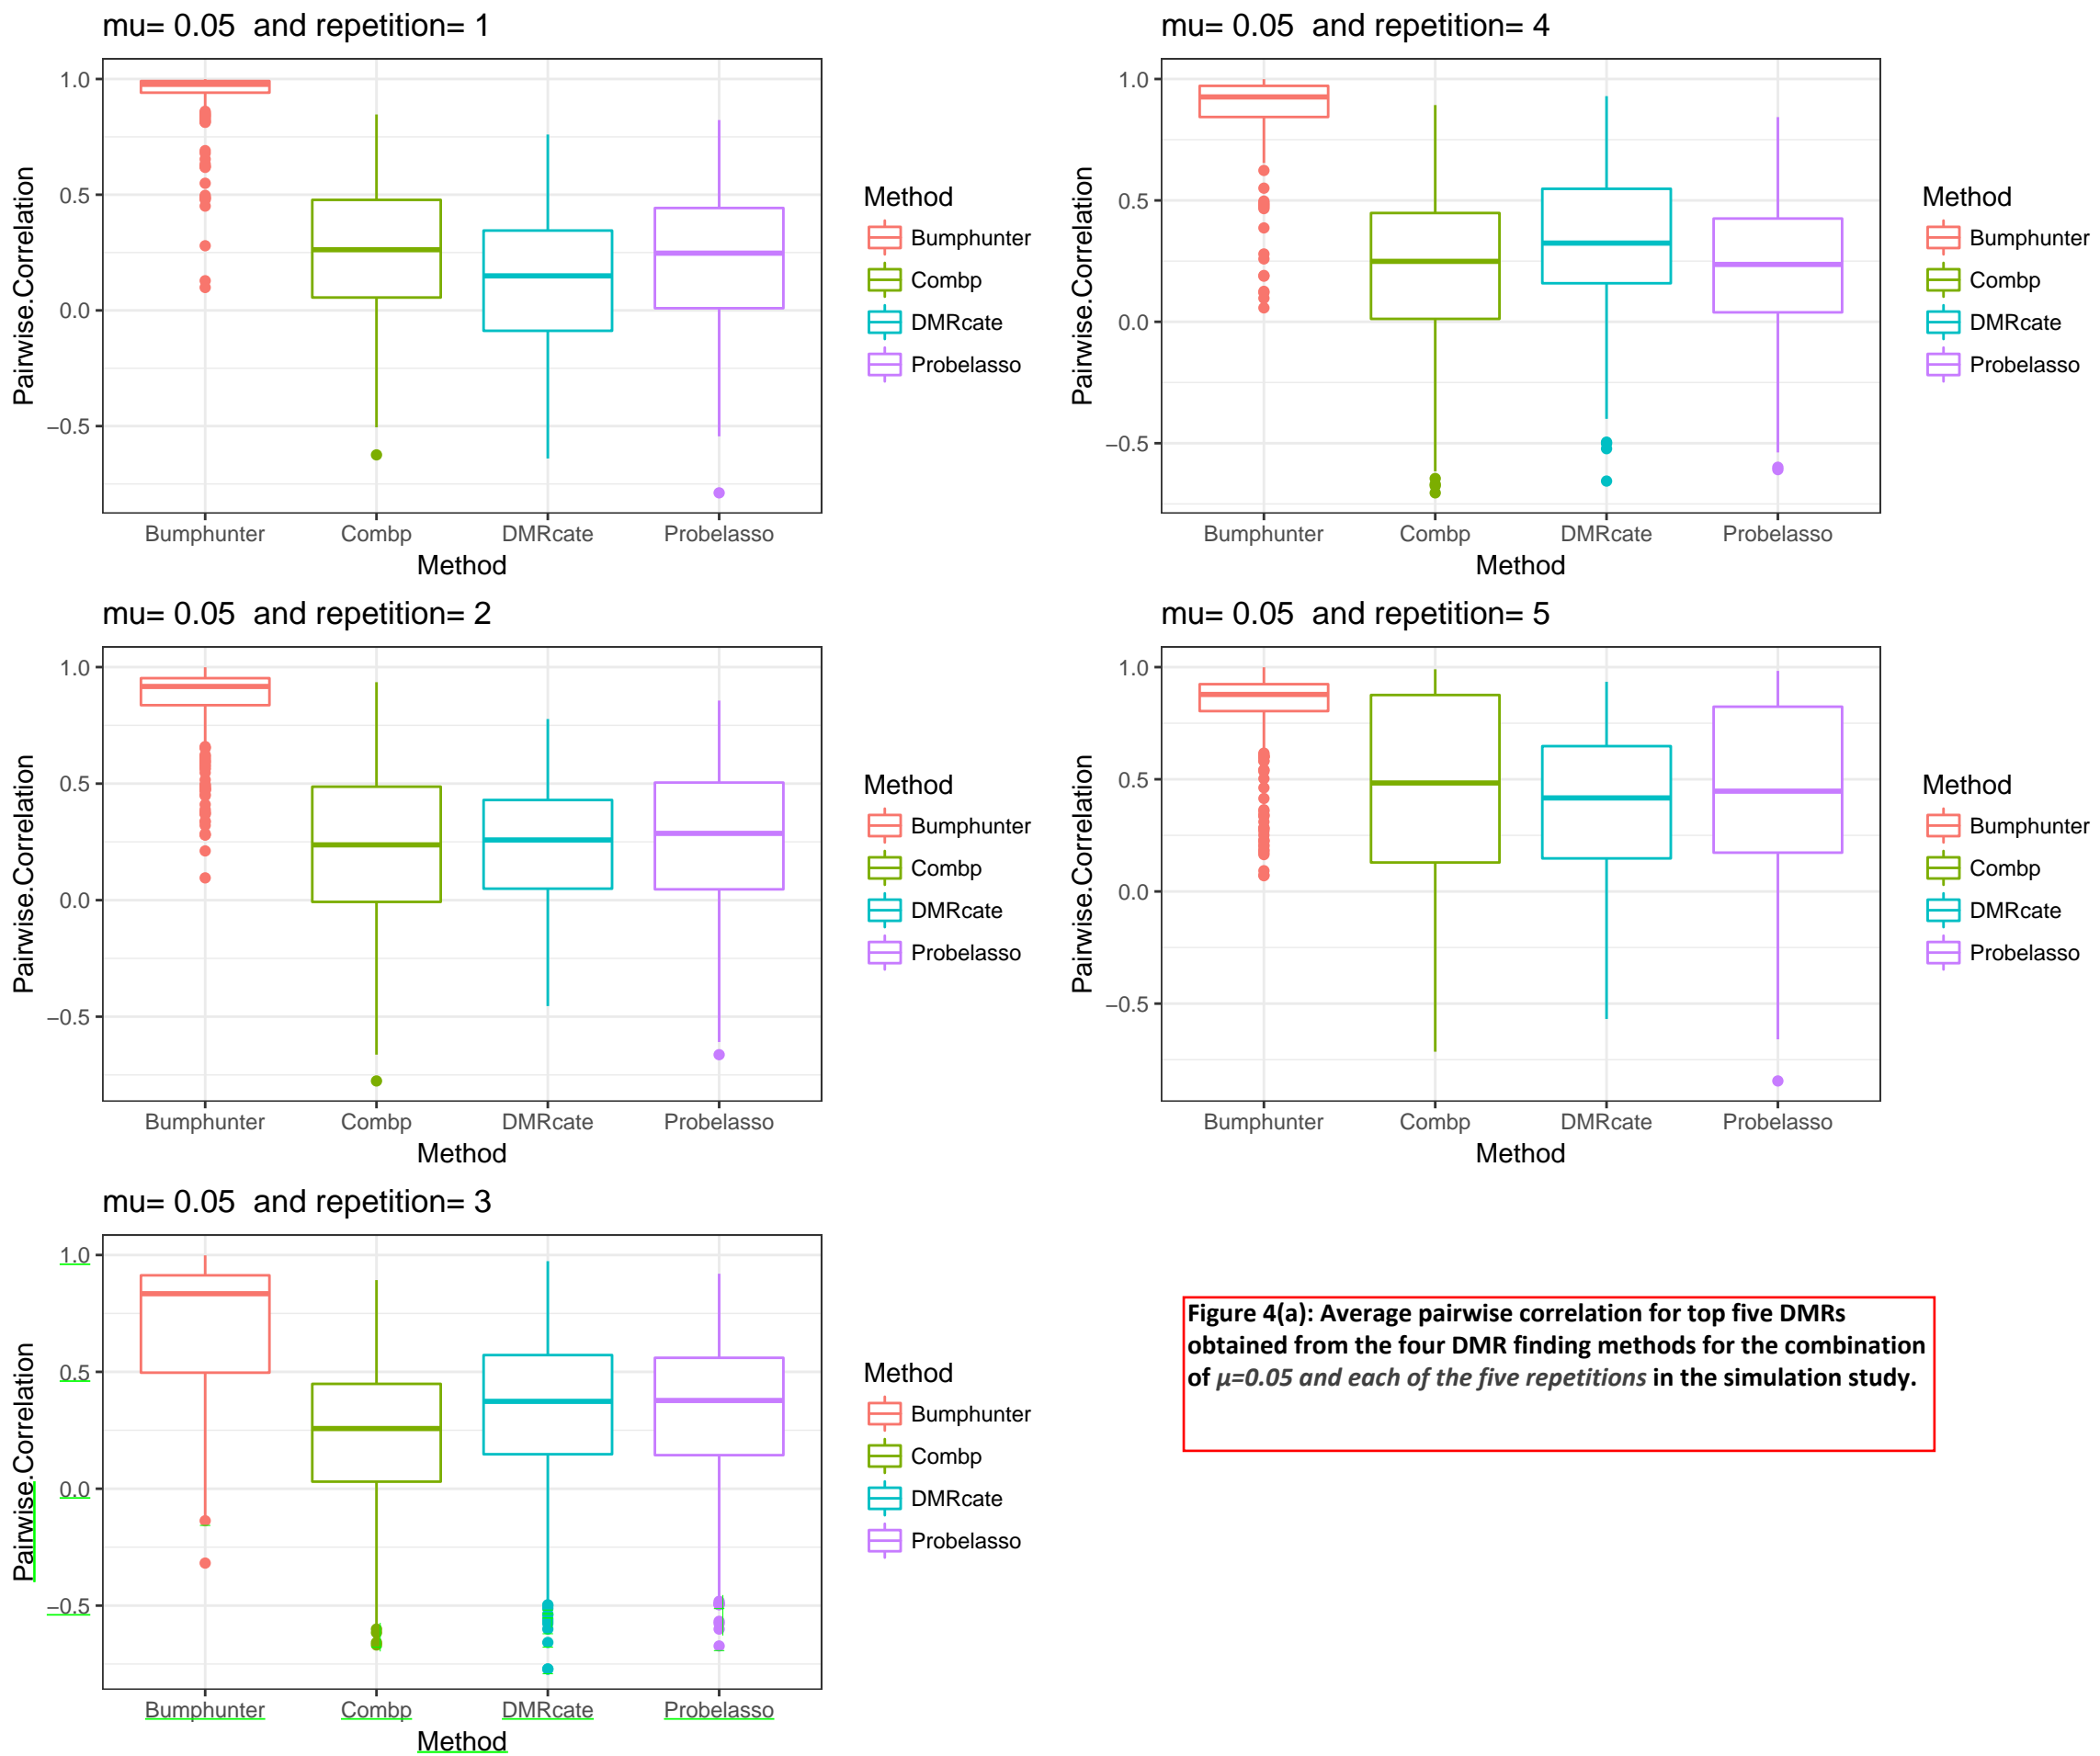 mu= 0.05  and repetition= 1
Pairwise.Correlation
1.0
0.5
0.0
−0.5
Bumphunter
Combp
DMRcate
Probelasso
Method
Method
Bumphunter
Combp
DMRcate
Probelasso
mu= 0.05  and repetition= 4
Pairwise.Correlation
1.0
0.5
0.0
−0.5
Bumphunter
Combp
DMRcate
Probelasso
Method
Method
Bumphunter
Combp
DMRcate
Probelasso
mu= 0.05  and repetition= 2
Pairwise.Correlation
1.0
0.5
0.0
−0.5
Bumphunter
Combp
DMRcate
Probelasso
Method
Method
Bumphunter
Combp
DMRcate
Probelasso
mu= 0.05  and repetition= 5
Pairwise.Correlation
1.0
0.5
0.0
−0.5
Bumphunter
Combp
DMRcate
Probelasso
Method
Method
Bumphunter
Combp
DMRcate
Probelasso
mu= 0.05  and repetition= 3
Pairwise.Correlation
1.0
0.5
0.0
−0.5
Bumphunter
Combp
DMRcate
Probelasso
Method
Method
Bumphunter
Combp
DMRcate
Probelasso
Figure 4(a): Average pairwise correlation for top five DMRs
obtained from the four DMR finding methods for the combination
of μ=0.05 and each of the five repetitions in the simulation study.